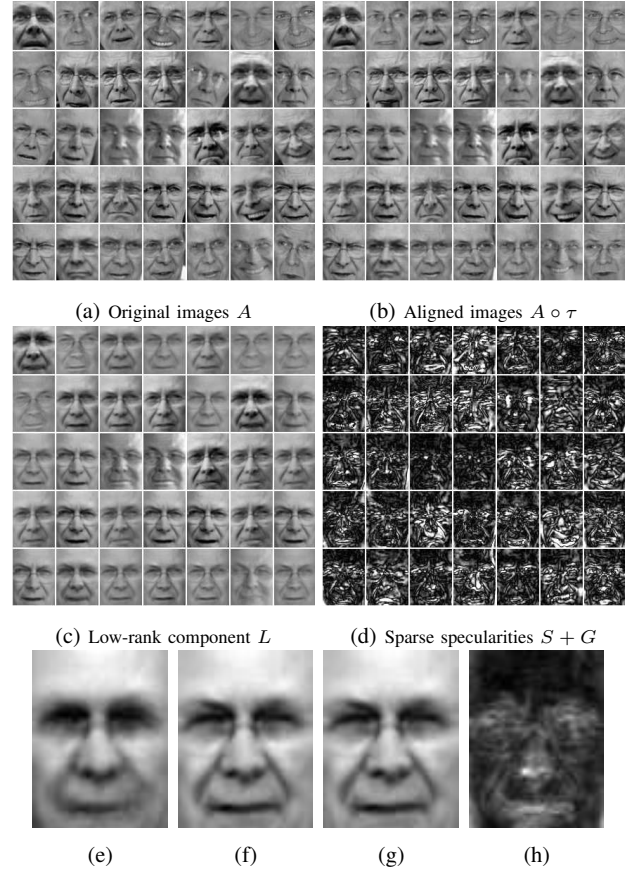 (a) Original images A
(b) Aligned images A ∘ τ
(c) Low-rank component L
(d) Sparse specularities S + G
(e)
(f)
(g)
(h)